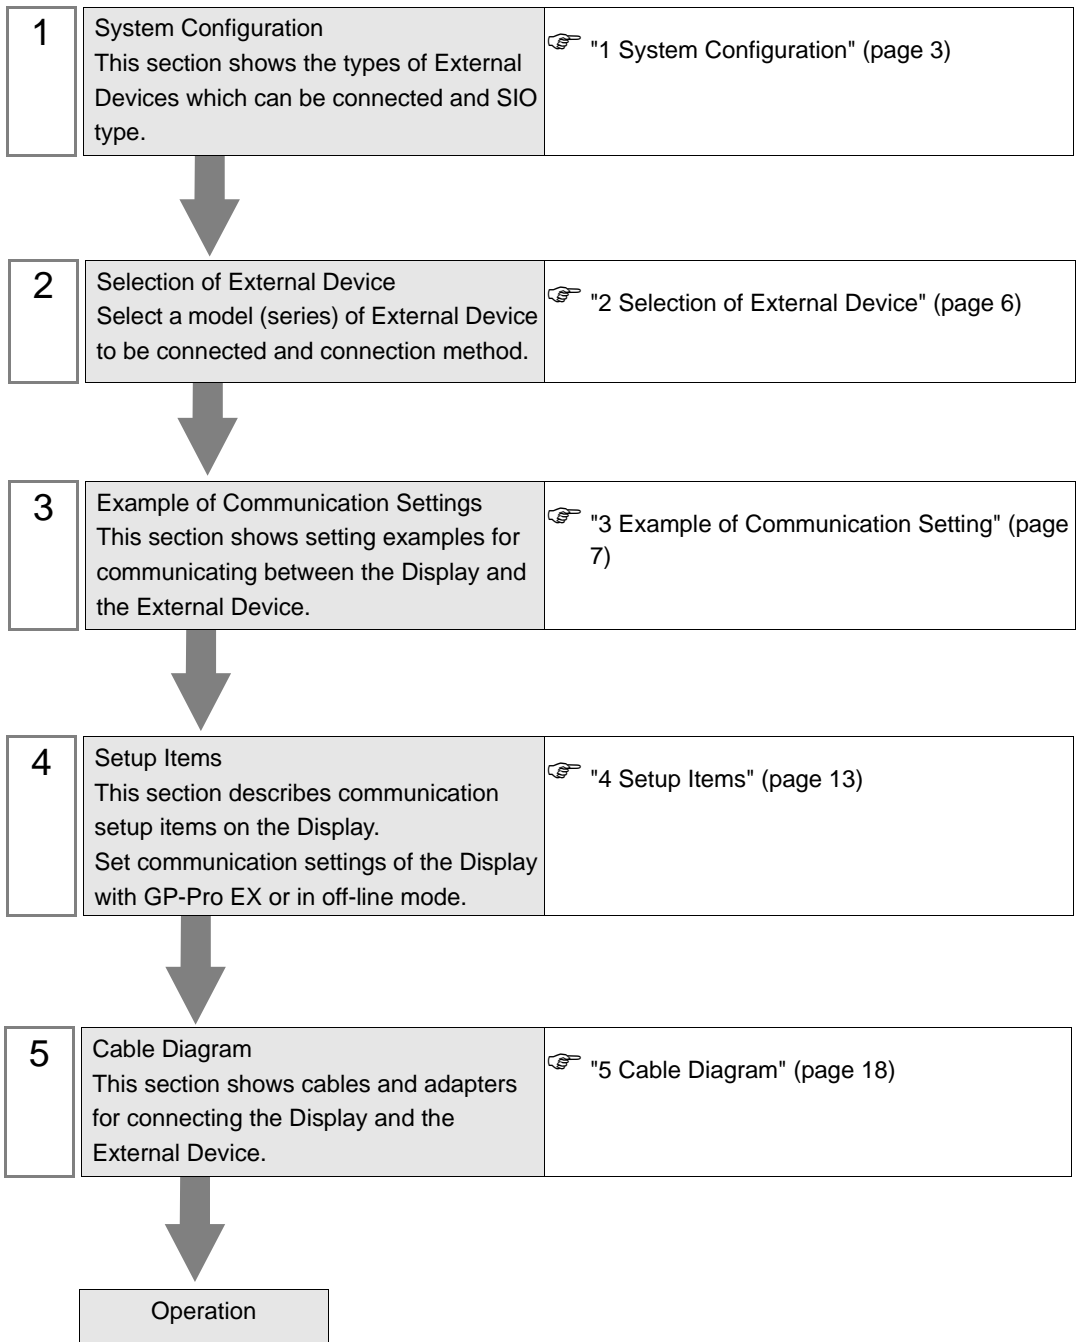 1
System Configuration
This section shows the types of External
Devices which can be connected and SIO
type.
"1 System Configuration" (page 3)
2
Selection of External Device
Select a model (series) of External Device
to be connected and connection method.
"2 Selection of External Device" (page 6)
3
Example of Communication Settings
This section shows setting examples for
communicating between the Display and
the External Device.
"3 Example of Communication Setting" (page
7)
4
Setup Items
This section describes communication
setup items on the Display.
Set communication settings of the Display
with GP-Pro EX or in off-line mode.
"4 Setup Items" (page 13)
5
Cable Diagram
This section shows cables and adapters
for connecting the Display and the
External Device.
"5 Cable Diagram" (page 18)
Operation